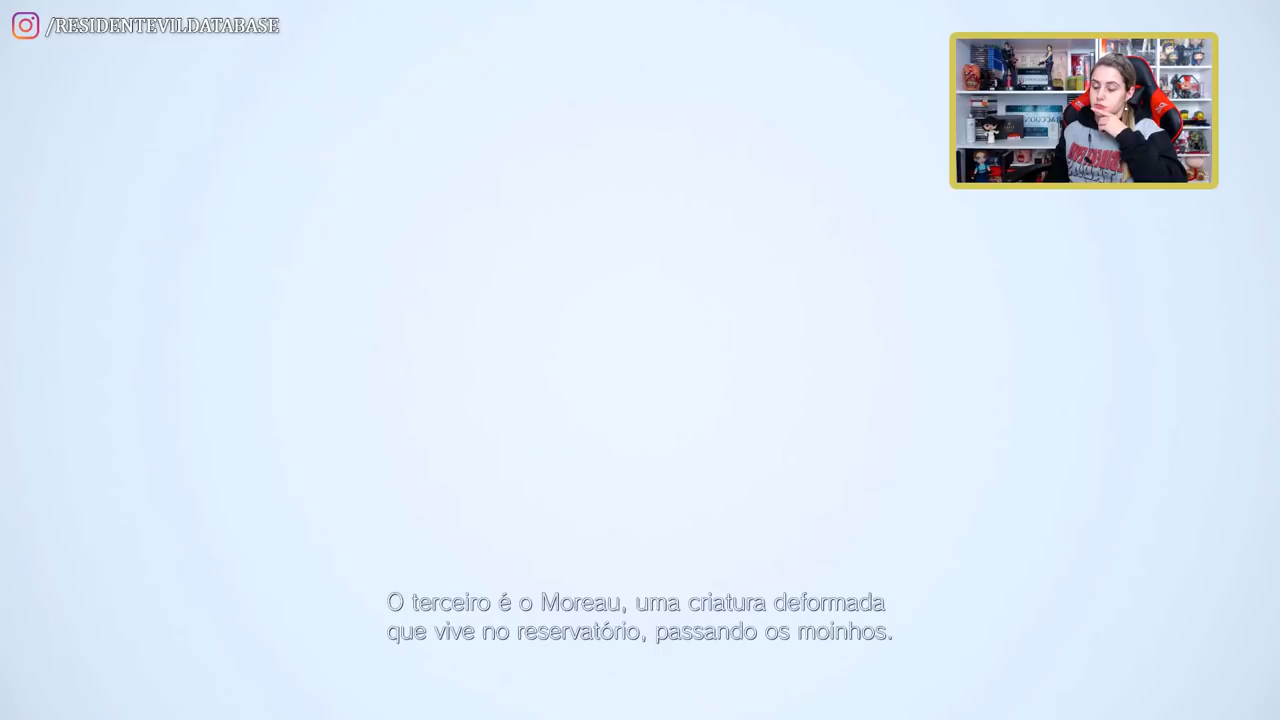 /RESIDENTEVILDATABASE
O terceiro é o Moreau, uma criatura deformada
que vive no reservatório, passando os moinhos.